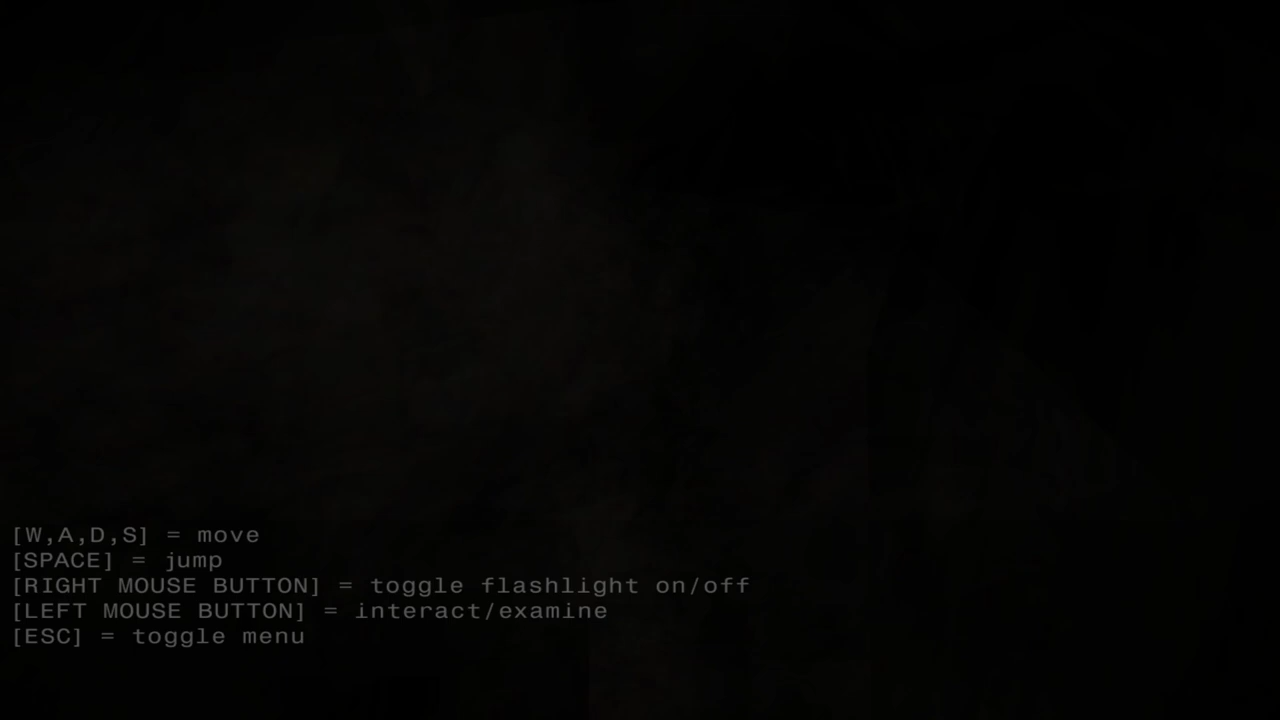 [W,A,D,S] = move
[SPACE] = jump
[RIGHT MOUSE BUTTON] = toggle flashlight on/off
[LEFT MOUSE BUTTON] = interact/examine
[ESC] = toggle menu